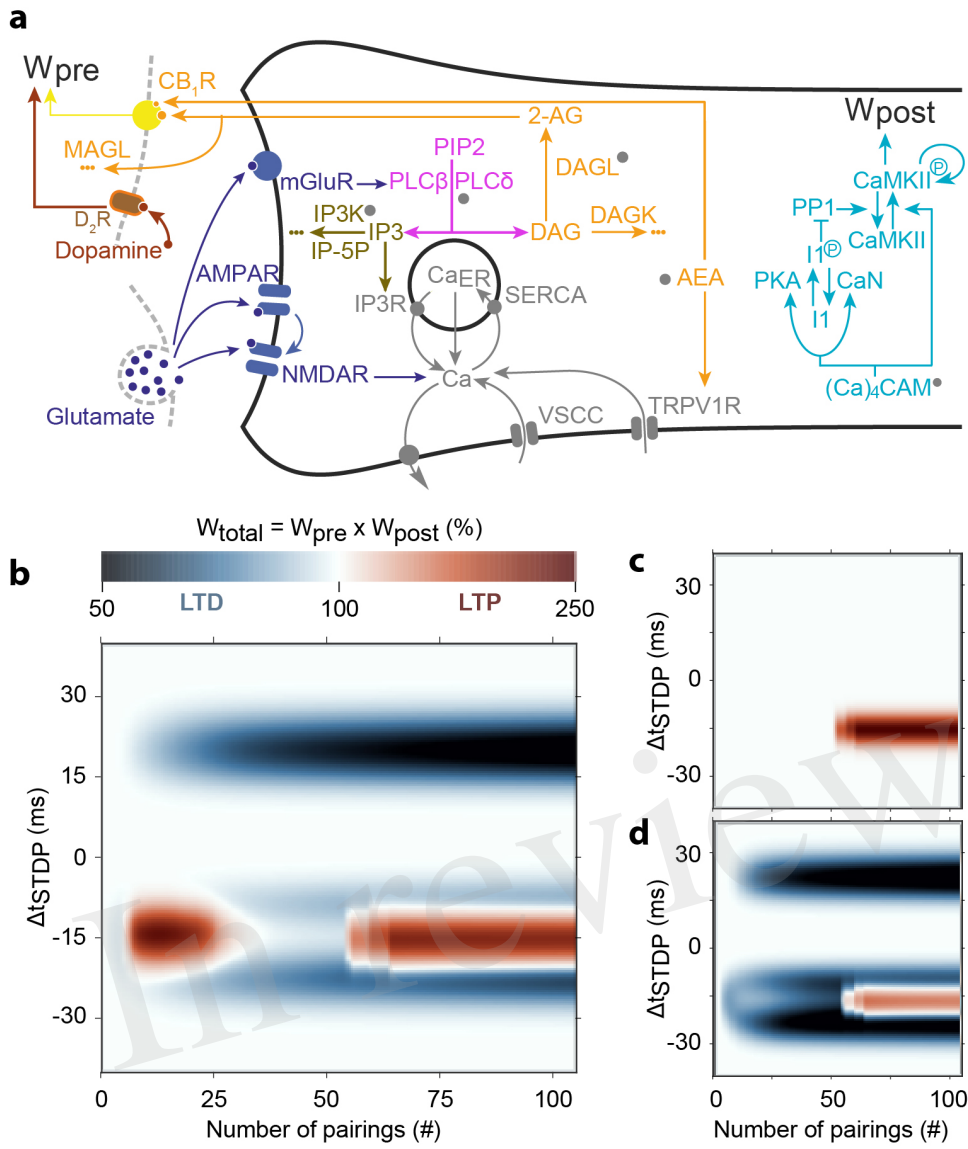 a
Wpre
CB1R
MAGL
D2R
Dopamine
Glutamate
AMPAR
NMDAR
mGluR
PIP2
PLCβ PLCδ
IP3K
IP-5P
IP3
IP3R
CaER
SERCA
Ca
VSCC
TRPV1R
2-AG
DAGL
DAG
DAGK
AEA
Wpost
CaMKII P
PP1
CaMKII
I1 P
PKA
CaN
I1
(Ca)4CAM
Wtotal = Wpre x Wpost (%)
50 LTD 100 LTP 250
b
ΔtSTDP (ms)
30
15
0
-15
-30
0 25 50 75 100
Number of pairings (#)
c
ΔtSTDP (ms)
30
0
-30
d
ΔtSTDP (ms)
30
0
-30
0 50 100
Number of pairings (#)
In review